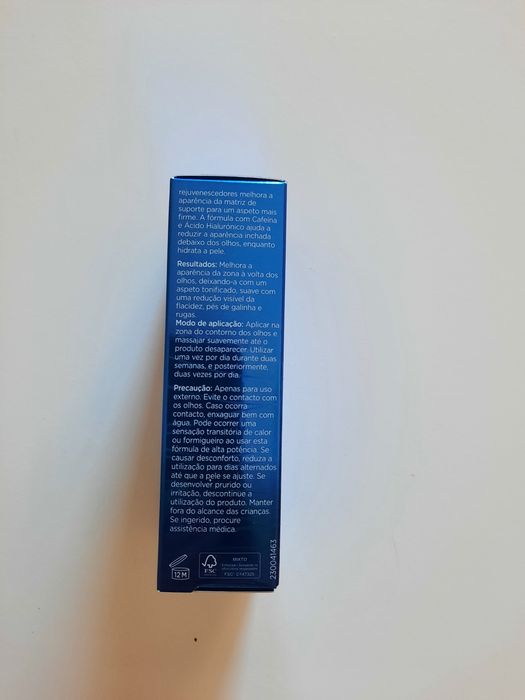 rejuvenescedores melhora a
aparência da matriz de
suporte para um aspeto mais
firme. A fórmula com Cafeína
e Ácido Hialurónico ajuda a
reduzir a aparência inchada
debaixo dos olhos, enquanto
hidrata a pele.
Resultados: Melhora a
aparência da zona à volta dos
olhos, deixando-a com um
aspeto tonificado, suave com
uma redução visível da
flacidez, pés de galinha e
rugas.
Modo de aplicação: Aplicar na
zona do contorno dos olhos e
massajar suavemente até o
produto desaparecer. Utilizar
uma vez por dia durante duas
semanas, e posteriormente,
duas vezes por dia.
Precaução: Apenas para uso
externo. Evite o contacto com
os olhos. Caso ocorra
contacto, enxaguar bem com
água. Pode ocorrer uma
sensação transitória de calor
ou formigueiro ao usar esta
fórmula de alta potência. Se
causar desconforto, reduza a
utilização para dias alternados
até que a pele se ajuste. Se
desenvolver prurido ou
irritação, descontinue a
utilização do produto. Manter
fora do alcance das crianças.
Se ingerido, procure
assistência médica.
12 M
FSC
MIXTO
230041463